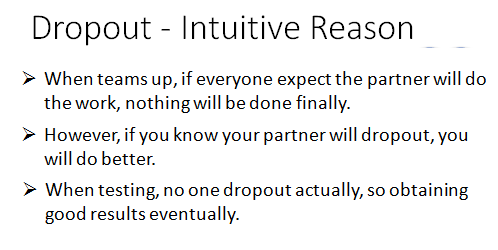 Dropout - Intuitive Reason
➢ When teams up, if everyone expect the partner will do
the work, nothing will be done finally.
➢ However, if you know your partner will dropout, you
will do better.
➢ When testing, no one dropout actually, so obtaining
good results eventually.